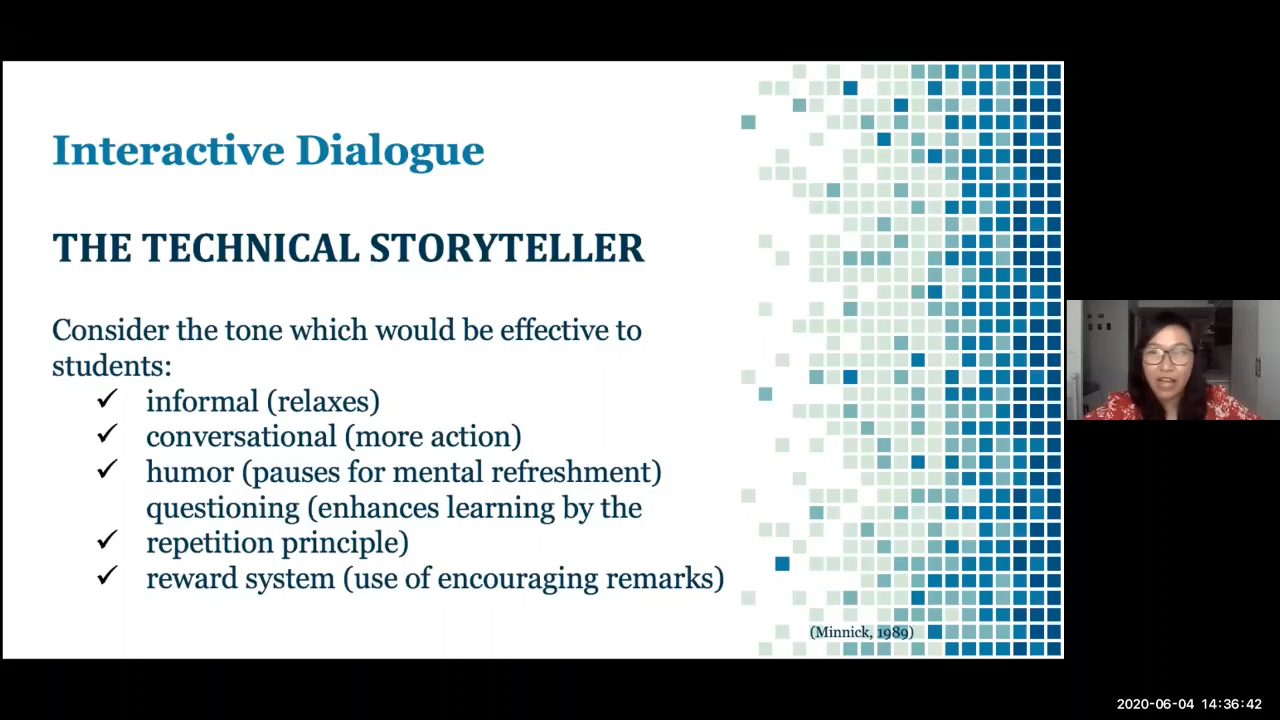 Interactive Dialogue
THE TECHNICAL STORYTELLER
Consider the tone which would be effective to
students:
✓ informal (relaxes)
✓ conversational (more action)
✓ humor (pauses for mental refreshment)
questioning (enhances learning by the
✓ repetition principle)
✓ reward system (use of encouraging remarks)
(Minnick, 1989)
2020-06-04 14:36:42